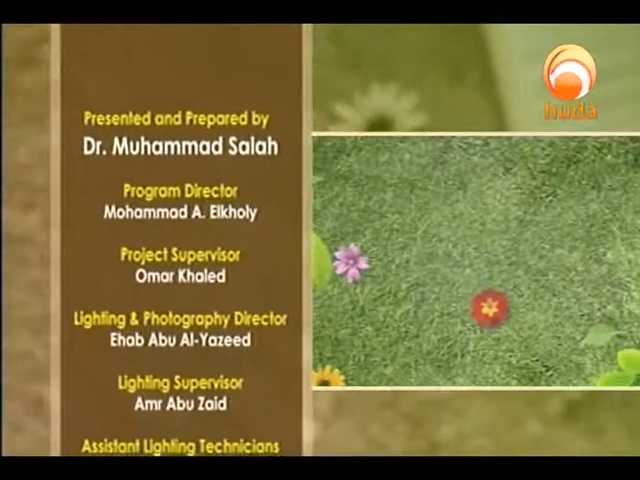 huda
Presented and Prepared by
Dr. Muhammad Salah
Program Director
Mohammad A. Elkholy
Project Supervisor
Omar Khaled
Lighting & Photography Director
Ehab Abu Al-Yazeed
Lighting Supervisor
Amr Abu Zaid
Assistant Lighting Technicians